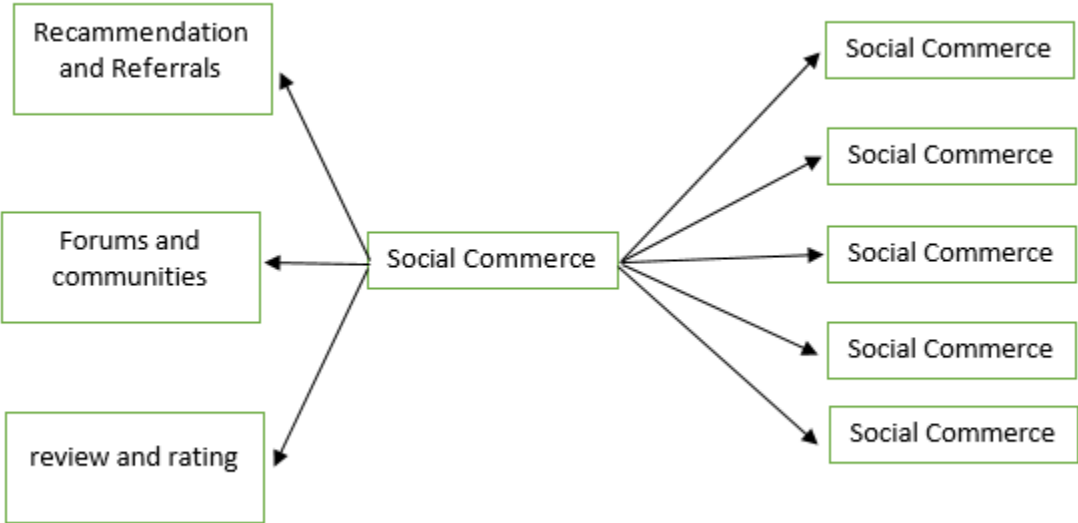 Recammendation
and Referrals
Forums and
communities
review and rating
Social Commerce
Social Commerce
Social Commerce
Social Commerce
Social Commerce
Social Commerce